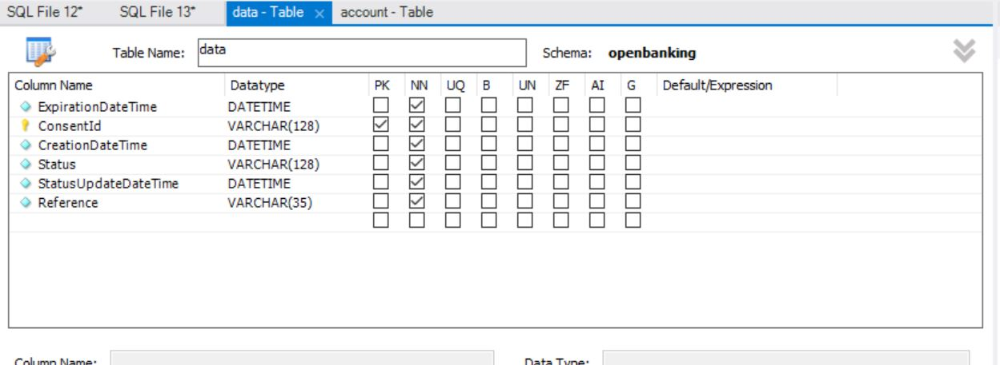 SQL File 12* SQL File 13* data - Table × account - Table
Table Name: data Schema: openbanking
Column Name Datatype PK NN UQ B UN ZF AI G Default/Expression
ExpirationDateTime DATETIME
ConsentId VARCHAR(128)
CreationDateTime DATETIME
Status VARCHAR(128)
StatusUpdateDateTime DATETIME
Reference VARCHAR(35)
Column Name: Data Type: